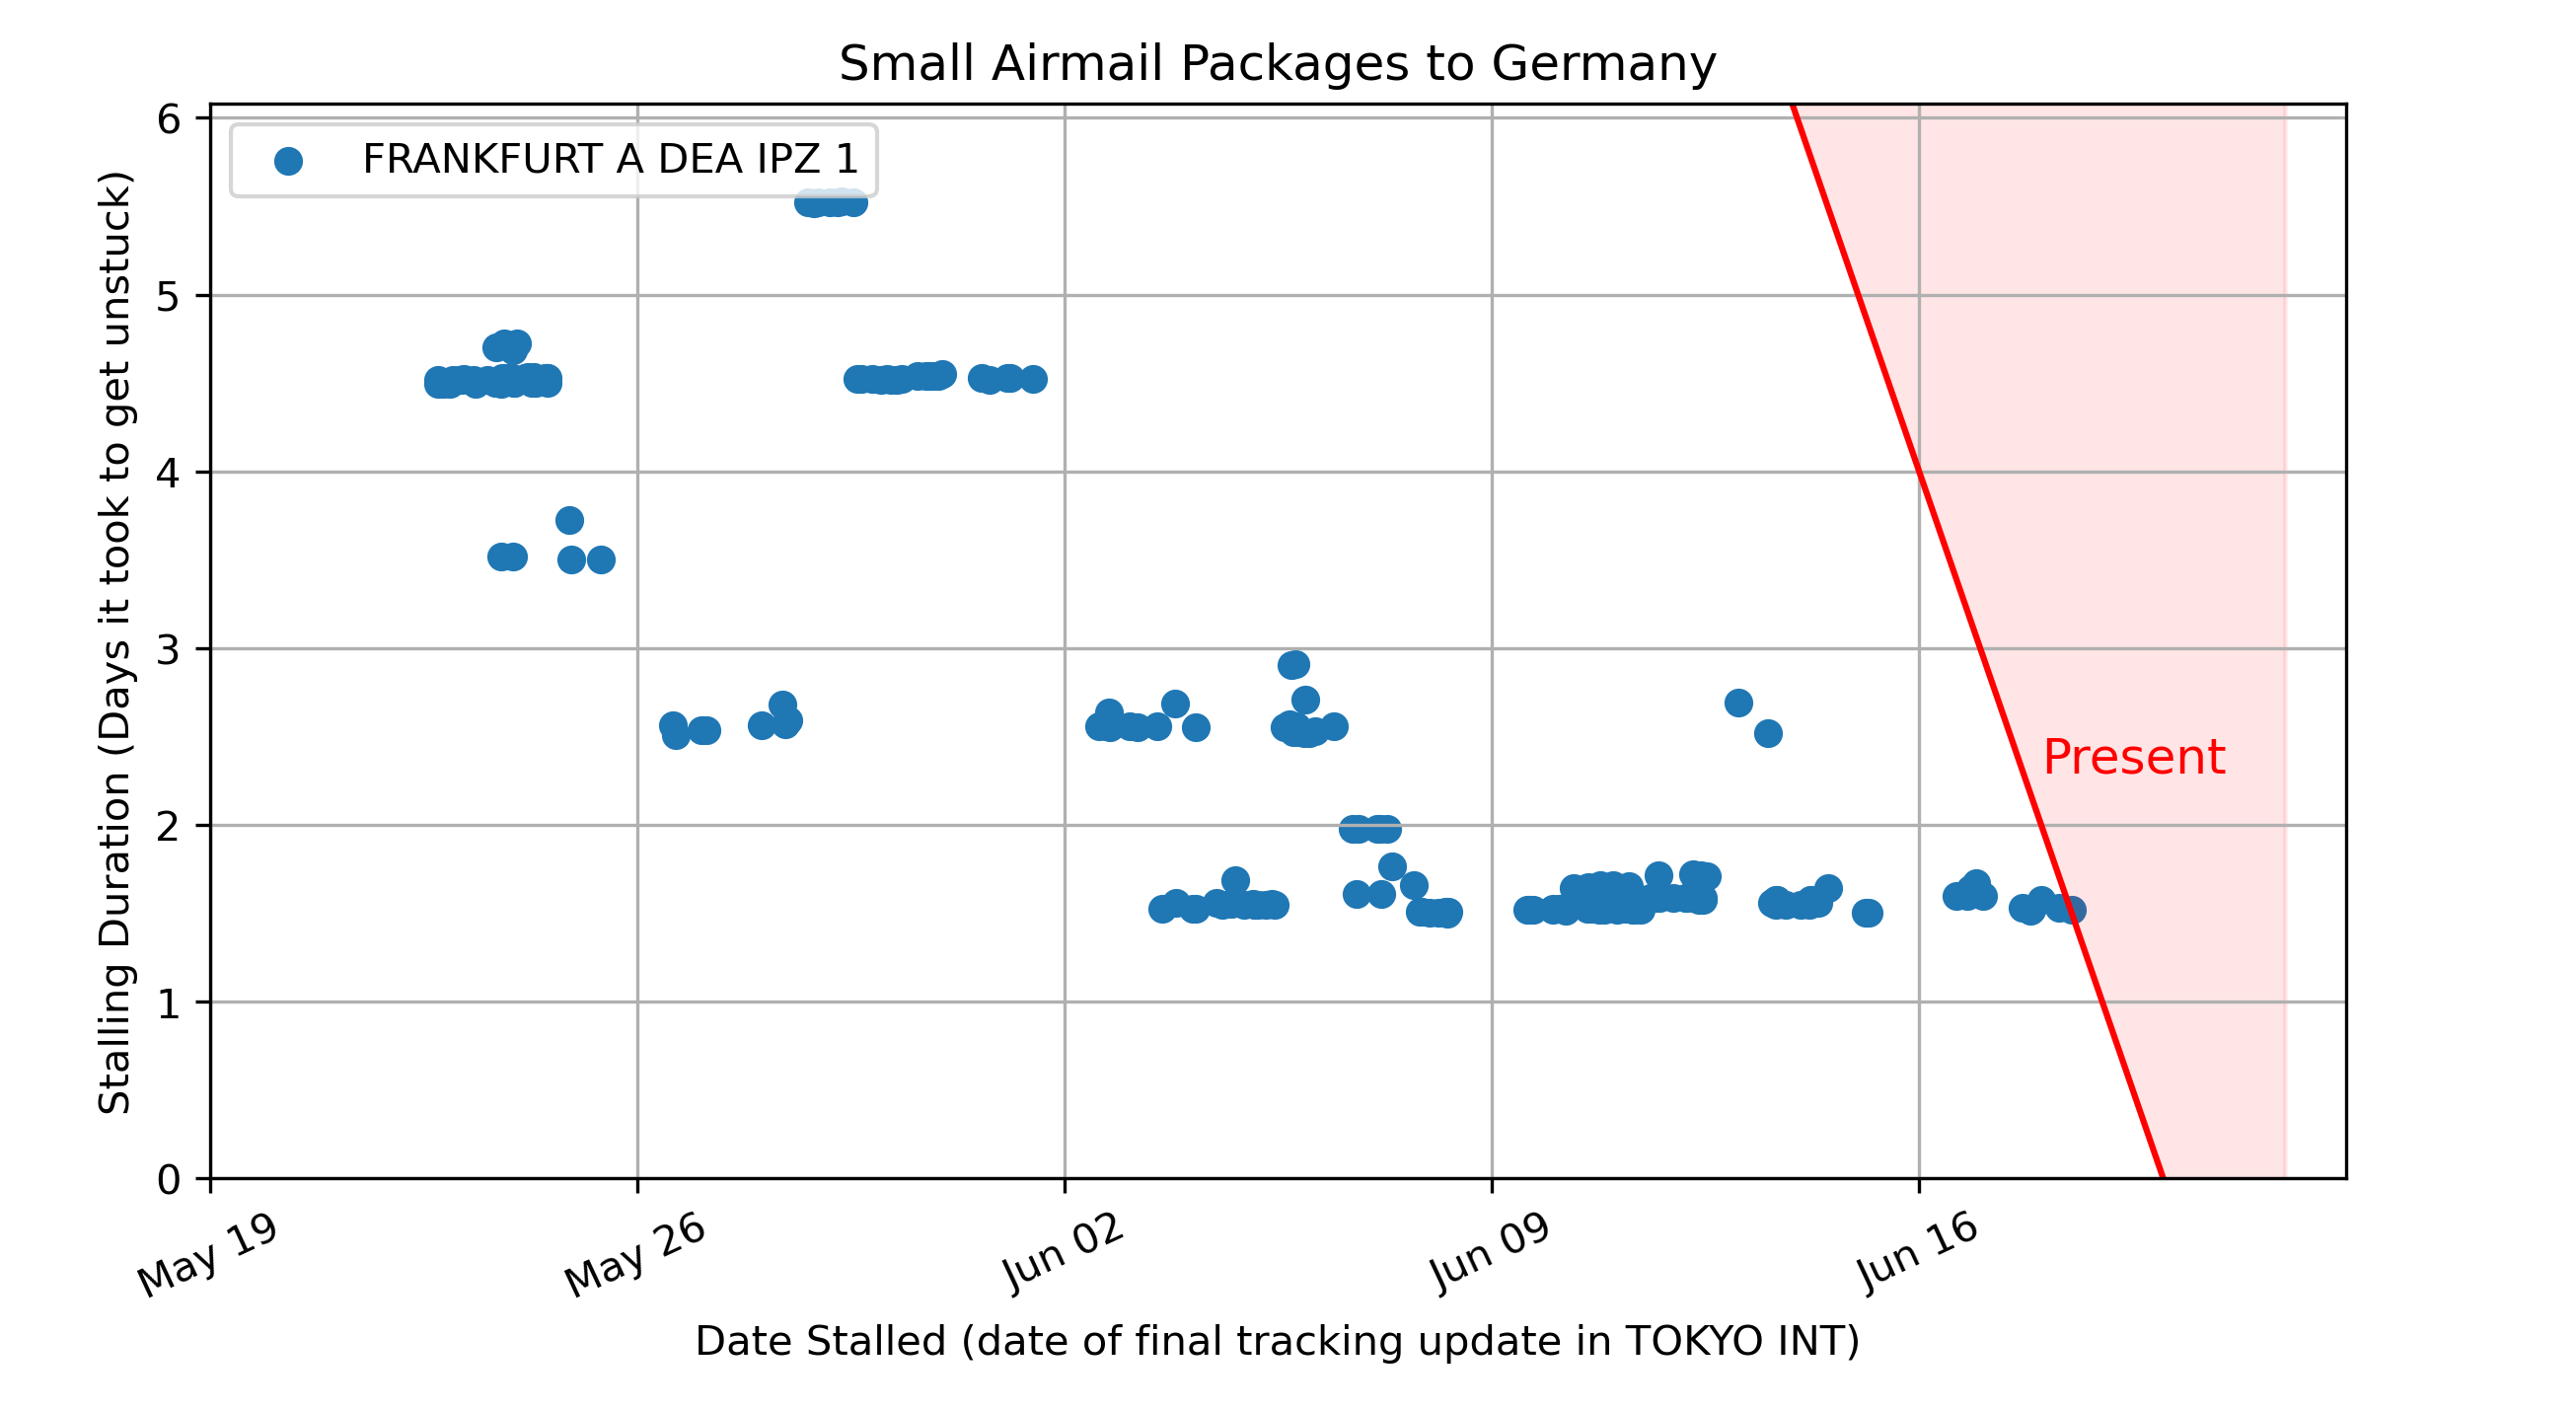 Small Airmail Packages to Germany
FRANKFURT A DEA IPZ 1
Stalling Duration (Days it took to get unstuck)
6
5
4
3
2
1
0
Present
May 19
May 26
Jun 02
Jun 09
Jun 16
Date Stalled (date of final tracking update in TOKYO INT)